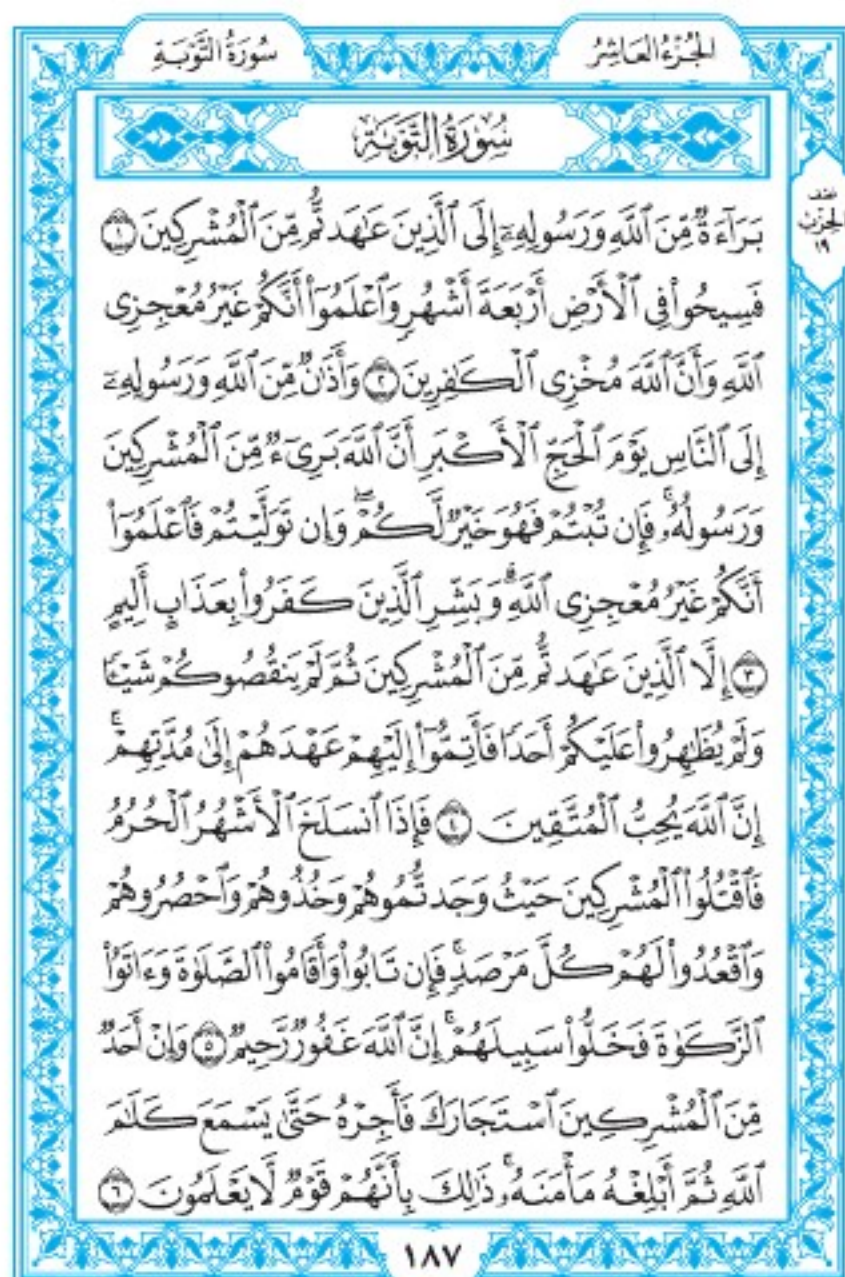 الجُزْءُ العَاشِرُ سُورَةُ التَّوْبَةِ
سُورَةُ التَّوْبَةِ
نصف
الحزب
١٩
بَرَآءَةٌ مِّنَ ٱللَّهِ وَرَسُولِهِۦٓ إِلَى ٱلَّذِينَ عَٰهَدتُّم مِّنَ ٱلْمُشْرِكِينَ ١
فَسِيحُوا۟ فِى ٱلْأَرْضِ أَرْبَعَةَ أَشْهُرٍ وَٱعْلَمُوٓا۟ أَنَّكُمْ غَيْرُ مُعْجِزِى
ٱللَّهِ وَأَنَّ ٱللَّهَ مُخْزِى ٱلْكَٰفِرِينَ ٢ وَأَذَٰنٌ مِّنَ ٱللَّهِ وَرَسُولِهِۦٓ
إِلَى ٱلنَّاسِ يَوْمَ ٱلْحَجِّ ٱلْأَكْبَرِ أَنَّ ٱللَّهَ بَرِىٓءٌ مِّنَ ٱلْمُشْرِكِينَ
وَرَسُولُهُۥ ۚ فَإِن تُبْتُمْ فَهُوَ خَيْرٌ لَّكُمْ ۖ وَإِن تَوَلَّيْتُمْ فَٱعْلَمُوٓا۟
أَنَّكُمْ غَيْرُ مُعْجِزِى ٱللَّهِ ۗ وَبَشِّرِ ٱلَّذِينَ كَفَرُوا۟ بِعَذَابٍ أَلِيمٍ
٣ إِلَّا ٱلَّذِينَ عَٰهَدتُّم مِّنَ ٱلْمُشْرِكِينَ ثُمَّ لَمْ يَنقُصُوكُمْ شَيْـًٔا
وَلَمْ يُظَٰهِرُوا۟ عَلَيْكُمْ أَحَدًا فَأَتِمُّوٓا۟ إِلَيْهِمْ عَهْدَهُمْ إِلَىٰ مُدَّتِهِمْ ۚ
إِنَّ ٱللَّهَ يُحِبُّ ٱلْمُتَّقِينَ ٤ فَإِذَا ٱنسَلَخَ ٱلْأَشْهُرُ ٱلْحُرُمُ
فَٱقْتُلُوا۟ ٱلْمُشْرِكِينَ حَيْثُ وَجَدتُّمُوهُمْ وَخُذُوهُمْ وَٱحْصُرُوهُمْ
وَٱقْعُدُوا۟ لَهُمْ كُلَّ مَرْصَدٍ ۚ فَإِن تَابُوا۟ وَأَقَامُوا۟ ٱلصَّلَوٰةَ وَءَاتَوُا۟
ٱلزَّكَوٰةَ فَخَلُّوا۟ سَبِيلَهُمْ ۚ إِنَّ ٱللَّهَ غَفُورٌ رَّحِيمٌ ٥ وَإِنْ أَحَدٌ
مِّنَ ٱلْمُشْرِكِينَ ٱسْتَجَارَكَ فَأَجِرْهُ حَتَّىٰ يَسْمَعَ كَلَٰمَ
ٱللَّهِ ثُمَّ أَبْلِغْهُ مَأْمَنَهُۥ ۚ ذَٰلِكَ بِأَنَّهُمْ قَوْمٌ لَّا يَعْلَمُونَ ٦
١٨٧